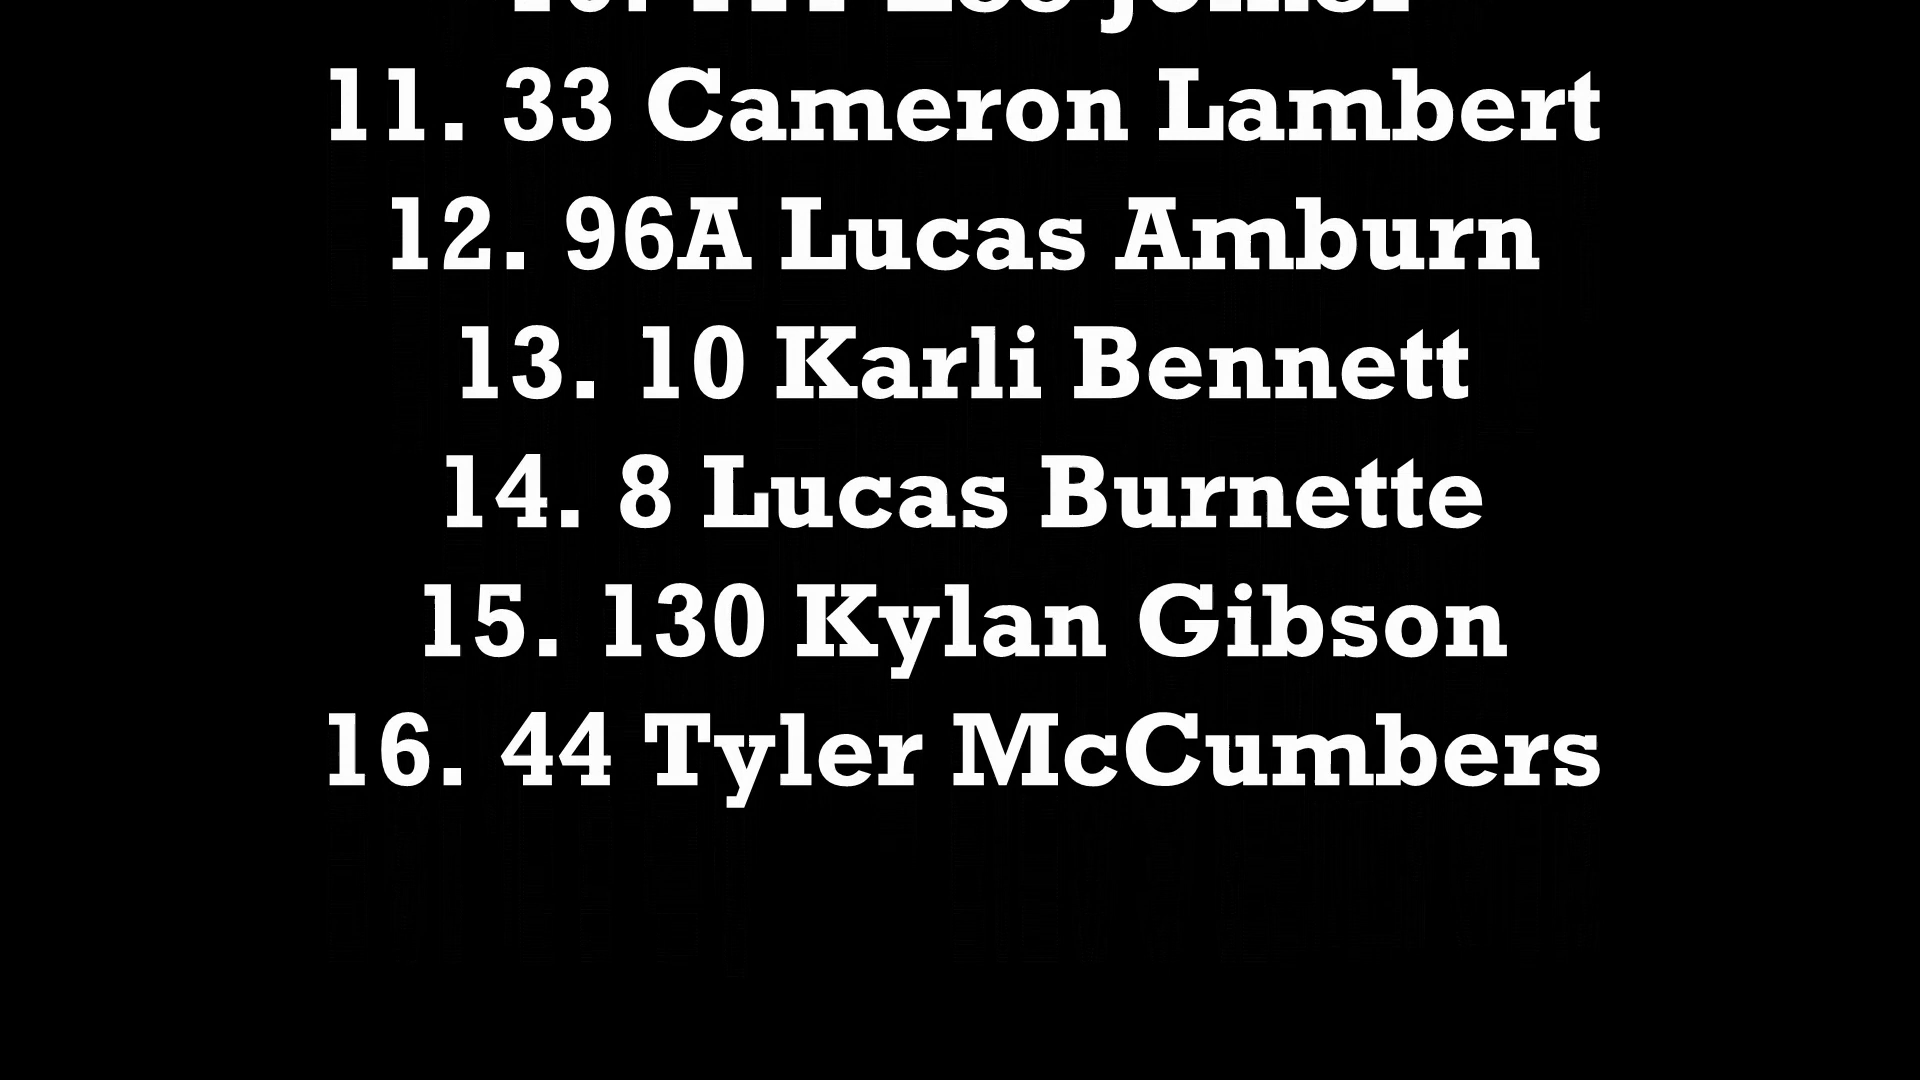 11. 33 Cameron Lambert
12. 96A Lucas Amburn
13. 10 Karli Bennett
14. 8 Lucas Burnette
15. 130 Kylan Gibson
16. 44 Tyler McCumbers